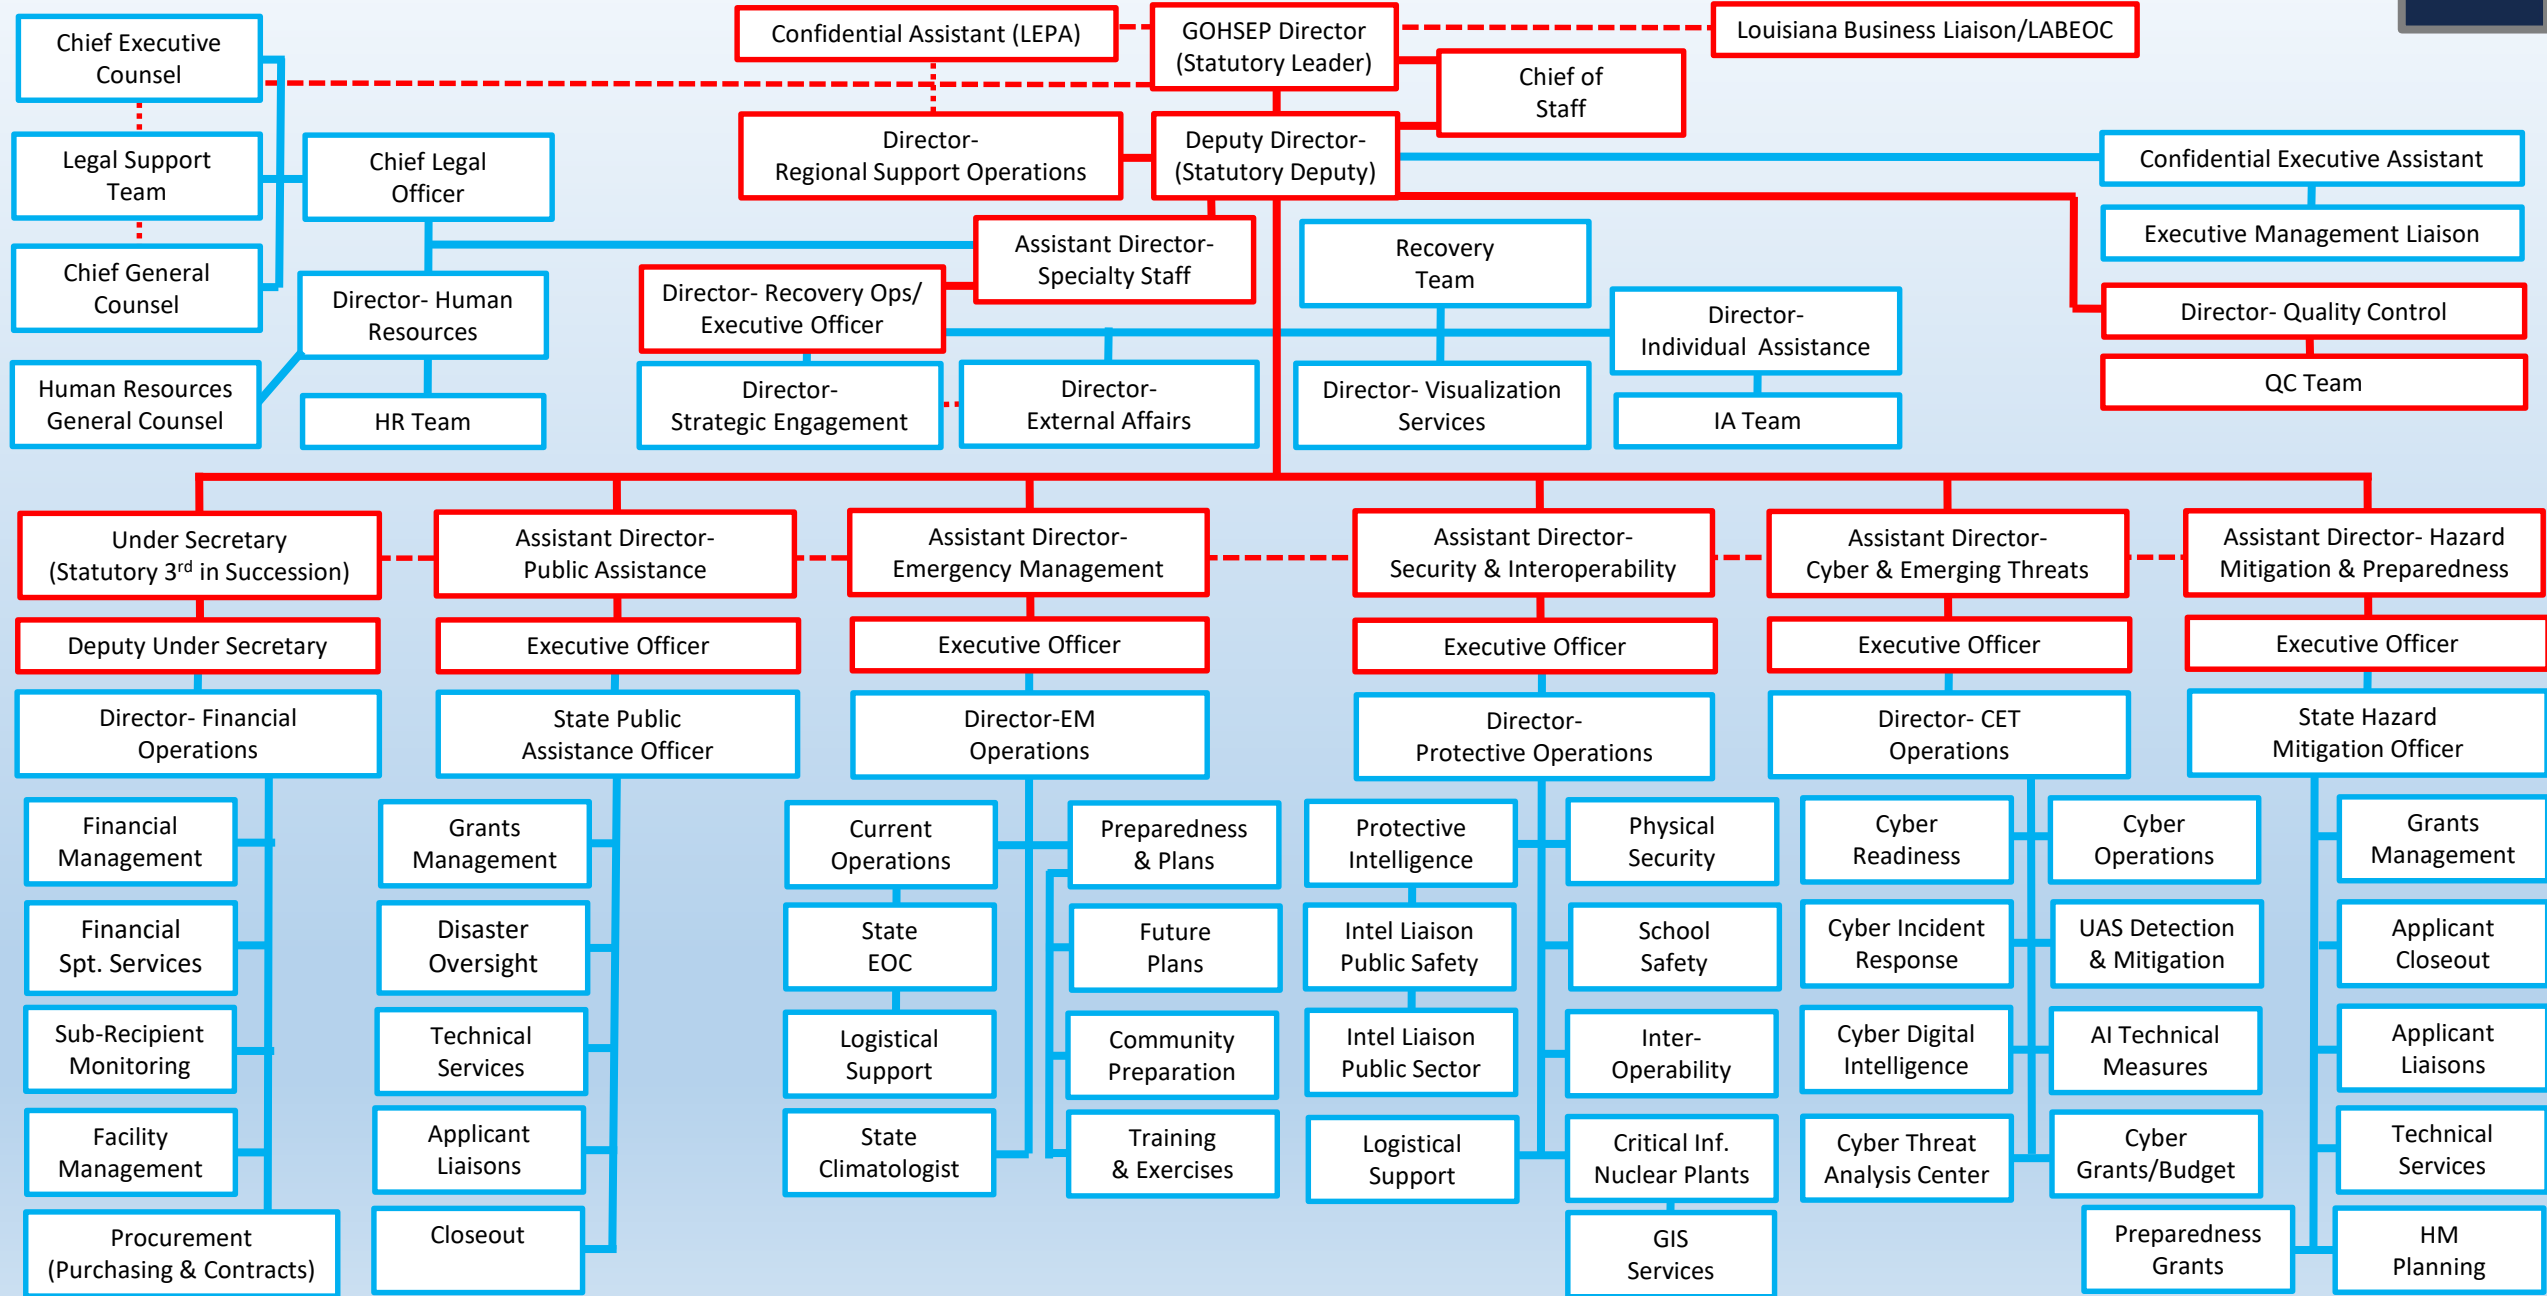 Chief Executive
Counsel
Confidential Assistant (LEPA)
GOHSEP Director
(Statutory Leader)
Louisiana Business Liaison/LABEOC
Chief of
Staff
Legal Support
Team
Chief Legal
Officer
Director-
Regional Support Operations
Deputy Director-
(Statutory Deputy)
Confidential Executive Assistant
Executive Management Liaison
Chief General
Counsel
Director- Human
Resources
Assistant Director-
Specialty Staff
Recovery
Team
Director- Recovery Ops/
Executive Officer
Director-
Individual Assistance
Director- Quality Control
QC Team
Human Resources
General Counsel
HR Team
Director-
Strategic Engagement
Director-
External Affairs
Director- Visualization
Services
IA Team
Under Secretary
(Statutory 3rd in Succession)
Assistant Director-
Public Assistance
Assistant Director-
Emergency Management
Assistant Director-
Security & Interoperability
Assistant Director-
Cyber & Emerging Threats
Assistant Director- Hazard
Mitigation & Preparedness
Deputy Under Secretary
Executive Officer
Executive Officer
Executive Officer
Executive Officer
Executive Officer
Director- Financial
Operations
State Public
Assistance Officer
Director-EM
Operations
Director-
Protective Operations
Director- CET
Operations
State Hazard
Mitigation Officer
Financial
Management
Financial
Spt. Services
Sub-Recipient
Monitoring
Facility
Management
Procurement
(Purchasing & Contracts)
Grants
Management
Disaster
Oversight
Technical
Services
Applicant
Liaisons
Closeout
Current
Operations
State
EOC
Logistical
Support
State
Climatologist
Preparedness
& Plans
Future
Plans
Community
Preparation
Training
& Exercises
Protective
Intelligence
Intel Liaison
Public Safety
Intel Liaison
Public Sector
Logistical
Support
Physical
Security
School
Safety
Inter-
Operability
Critical Inf.
Nuclear Plants
GIS
Services
Cyber
Readiness
Cyber Incident
Response
Cyber Digital
Intelligence
Cyber Threat
Analysis Center
Cyber
Operations
UAS Detection
& Mitigation
AI Technical
Measures
Cyber
Grants/Budget
Preparedness
Grants
Grants
Management
Applicant
Closeout
Applicant
Liaisons
Technical
Services
HM
Planning